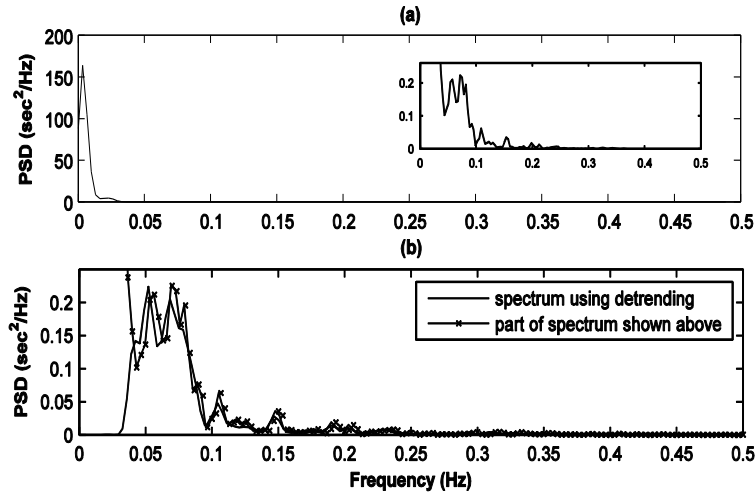 (a)
PSD (sec²/Hz)
200
150
100
50
0
0 0.05 0.1 0.15 0.2 0.25 0.3 0.35 0.4 0.45 0.5
0.2
0.1
0
0 0.1 0.2 0.3 0.4 0.5
(b)
PSD (sec²/Hz)
0.2
0.15
0.1
0.05
0
0 0.05 0.1 0.15 0.2 0.25 0.3 0.35 0.4 0.45 0.5
spectrum using detrending
part of spectrum shown above
Frequency (Hz)